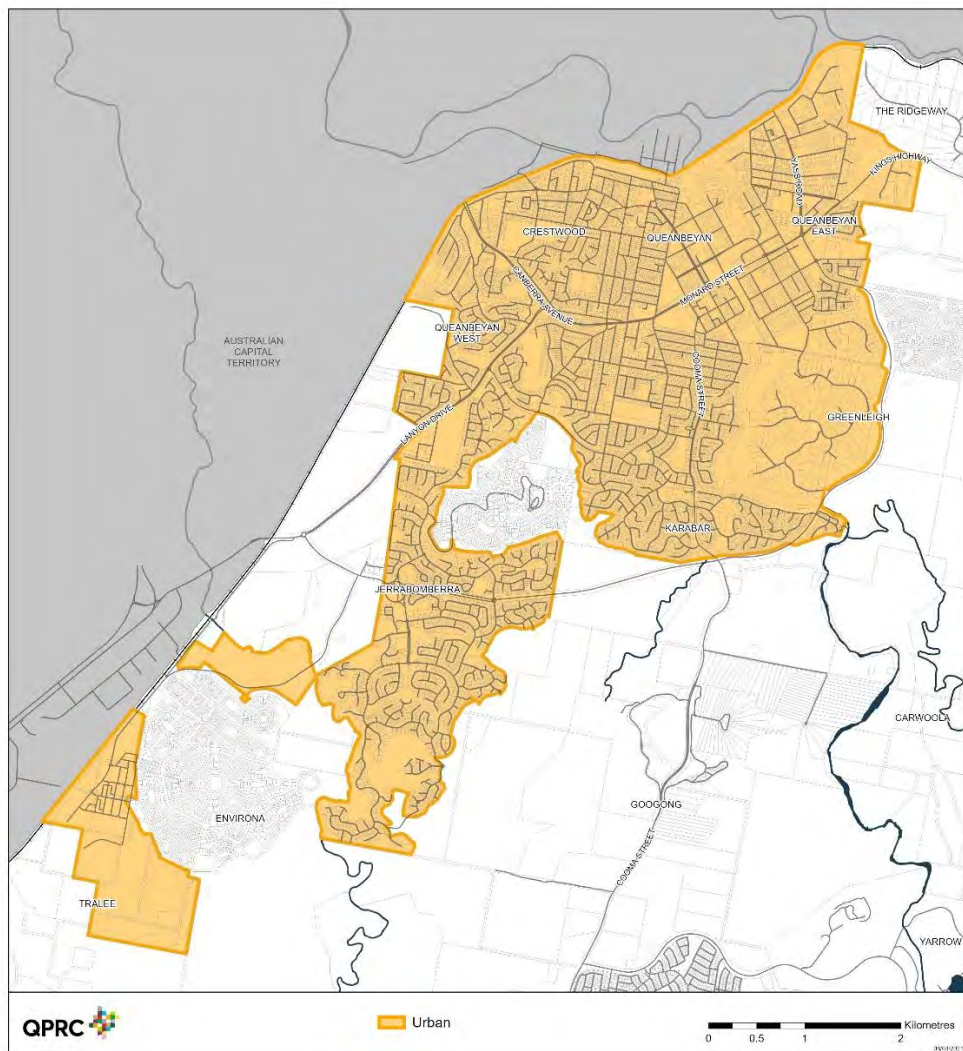 THE RIDGEWAY
KINGS HIGHWAY
YASS ROAD
CRESTWOOD
QUEANBEYAN
QUEANBEYAN
EAST
MONARO STREET
CANBERRA AVENUE
QUEANBEYAN
WEST
AUSTRALIAN
CAPITAL
TERRITORY
COOMA STREET
LANYON DRIVE
GREENLEIGH
KARABAR
JERRABOMBERRA
CARWOOLA
GOOGONG
ENVIRONA
COOMA STREET
TRALEE
YARROW
QPRC
Urban
Kilometres
0 0.5 1 2